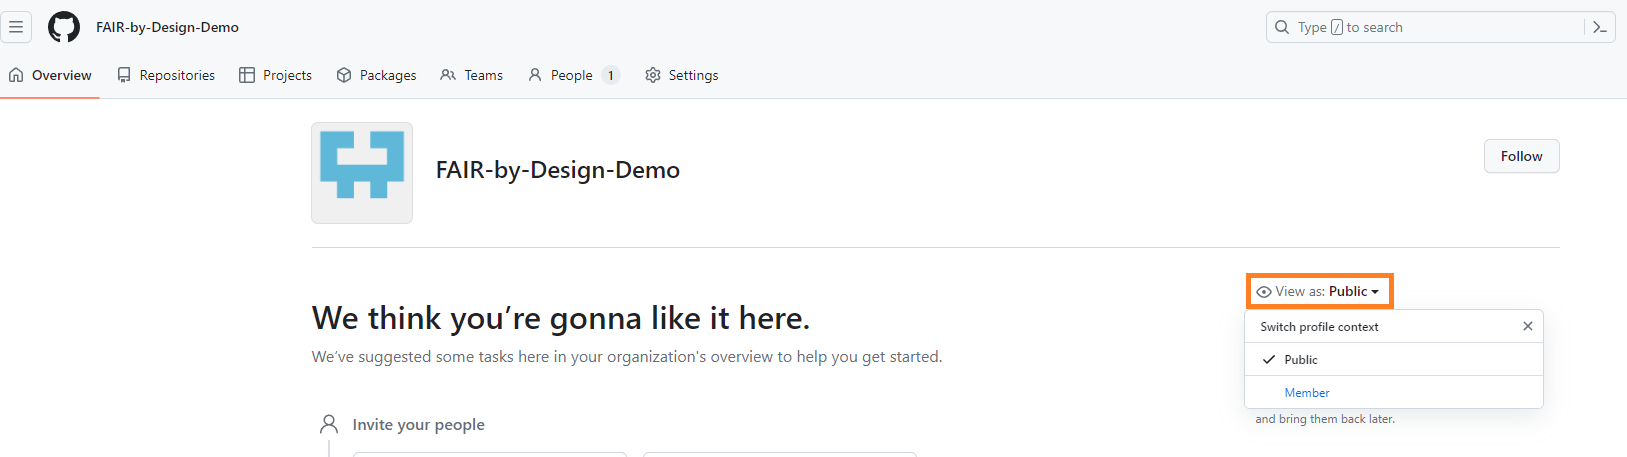 FAIR-by-Design-Demo
Type / to search
Overview Repositories Projects Packages Teams People 1 Settings
FAIR-by-Design-Demo
Follow
View as: Public
We think you’re gonna like it here.
Switch profile context
We’ve suggested some tasks here in your organization's overview to help you get started.
Public
Member
and bring them back later.
Invite your people